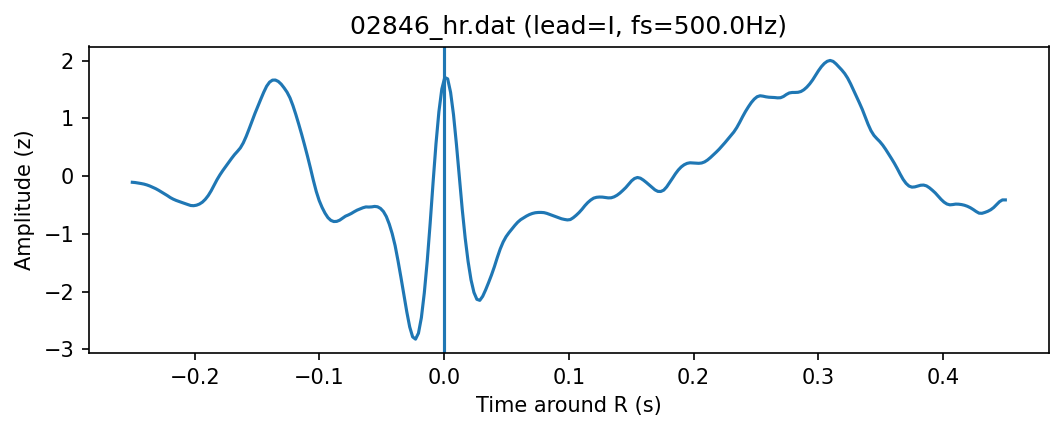 02846_hr.dat (lead=I, fs=500.0Hz)
Amplitude (z)
2
1
0
−1
−2
−3
−0.2 −0.1 0.0 0.1 0.2 0.3 0.4
Time around R (s)